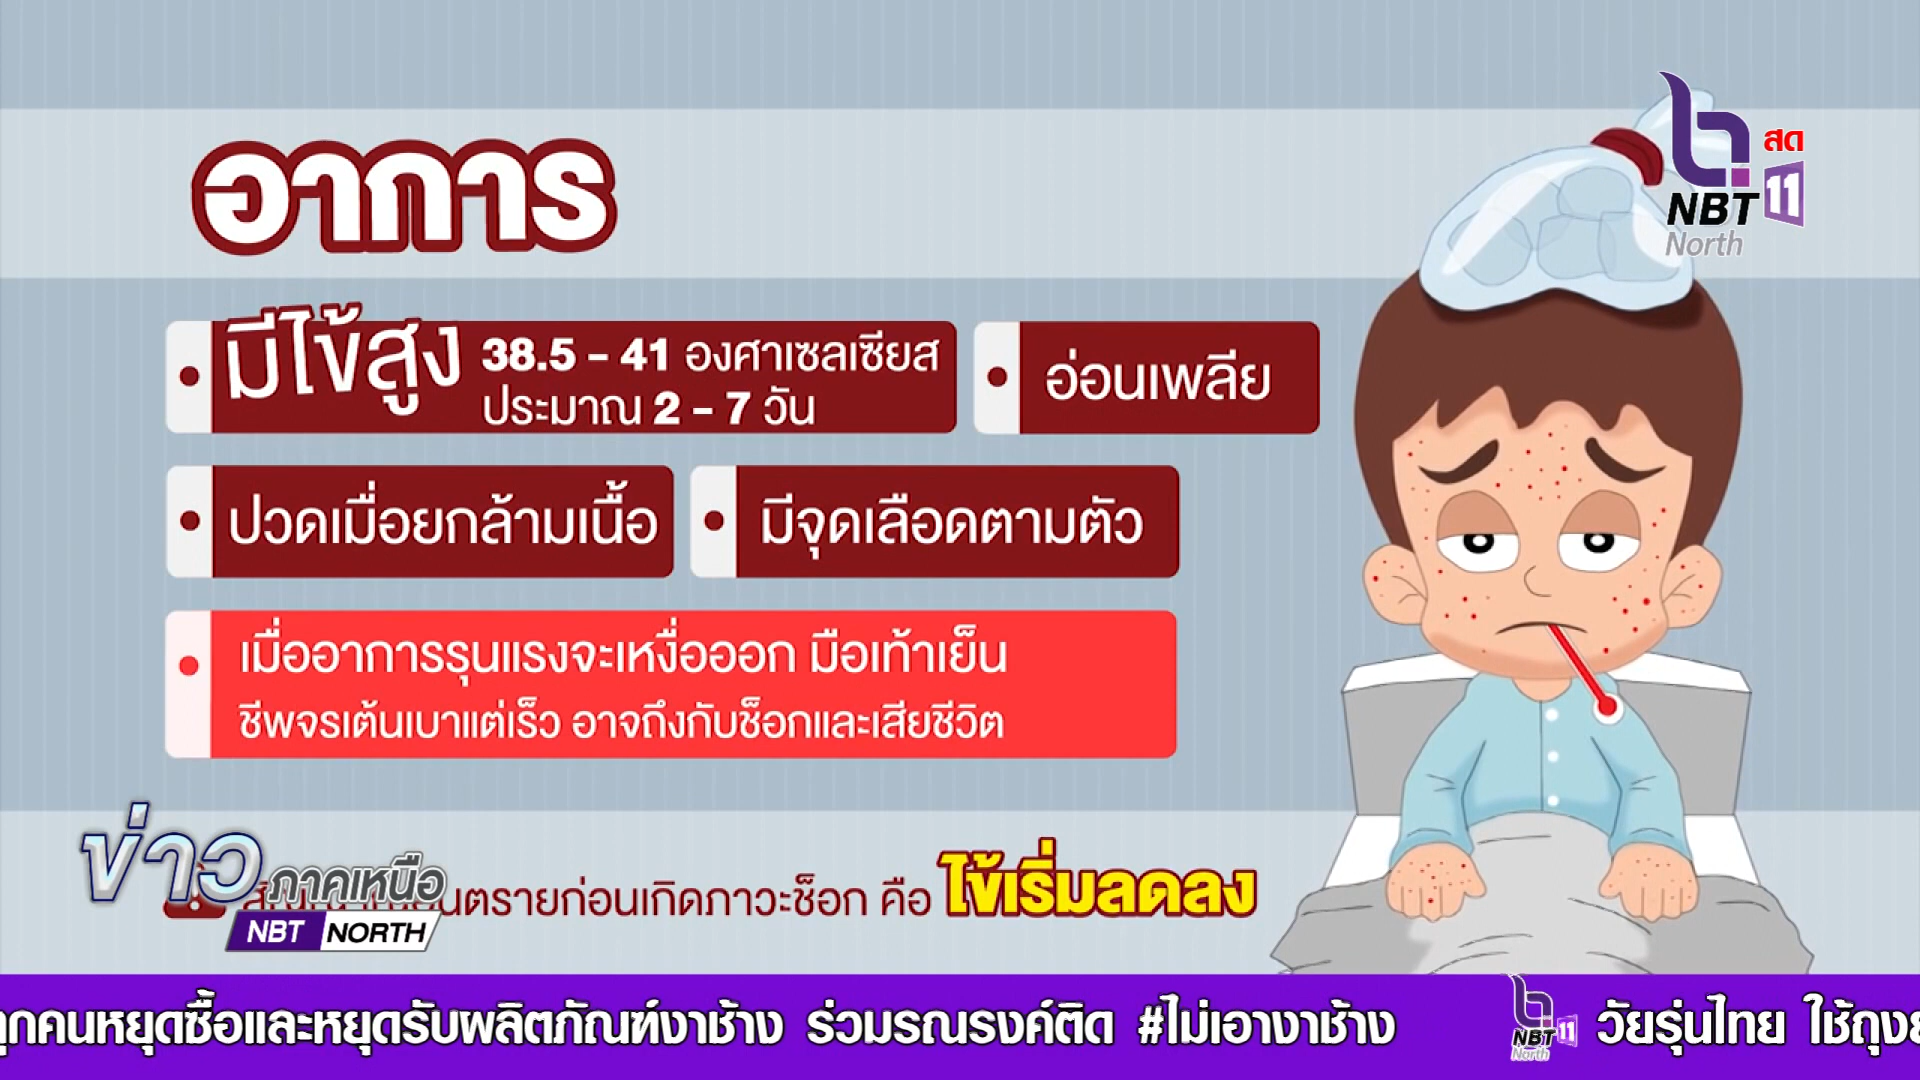 อาการ
สด
NBT 11
North
มีไข้สูง 38.5 - 41 องศาเซลเซียส
ประมาณ 2 - 7 วัน
อ่อนเพลีย
ปวดเมื่อยกล้ามเนื้อ
มีจุดเลือดตามตัว
เมื่ออาการรุนแรงจะเหงื่อออก มือเท้าเย็น
ชีพจรเต้นเบาแต่เร็ว อาจถึงกับช็อกและเสียชีวิต
ก่อนเกิดภาวะช็อก คือ ไข้เริ่มลดลง
ข่าว ภาคเหนือ
NBT NORTH
ทุกคนหยุดซื้อและหยุดรับผลิตภัณฑ์งาช้าง ร่วมรณรงค์ติด #ไม่เอางาช้าง NBT 11 North วัยรุ่นไทย ใช้ถุง